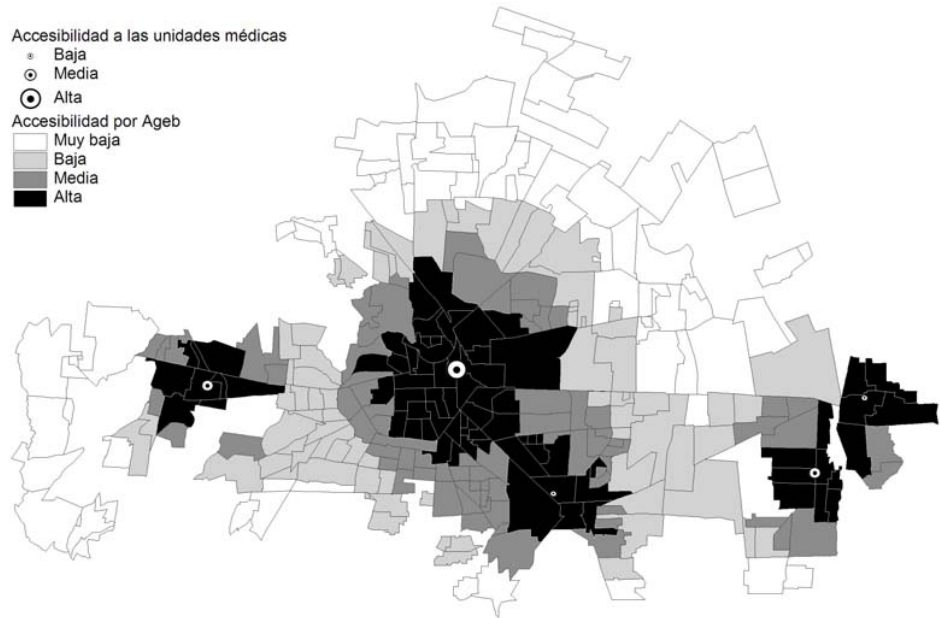 Accesibilidad a las unidades médicas
Baja
Media
Alta
Accesibilidad por Ageb
Muy baja
Baja
Media
Alta